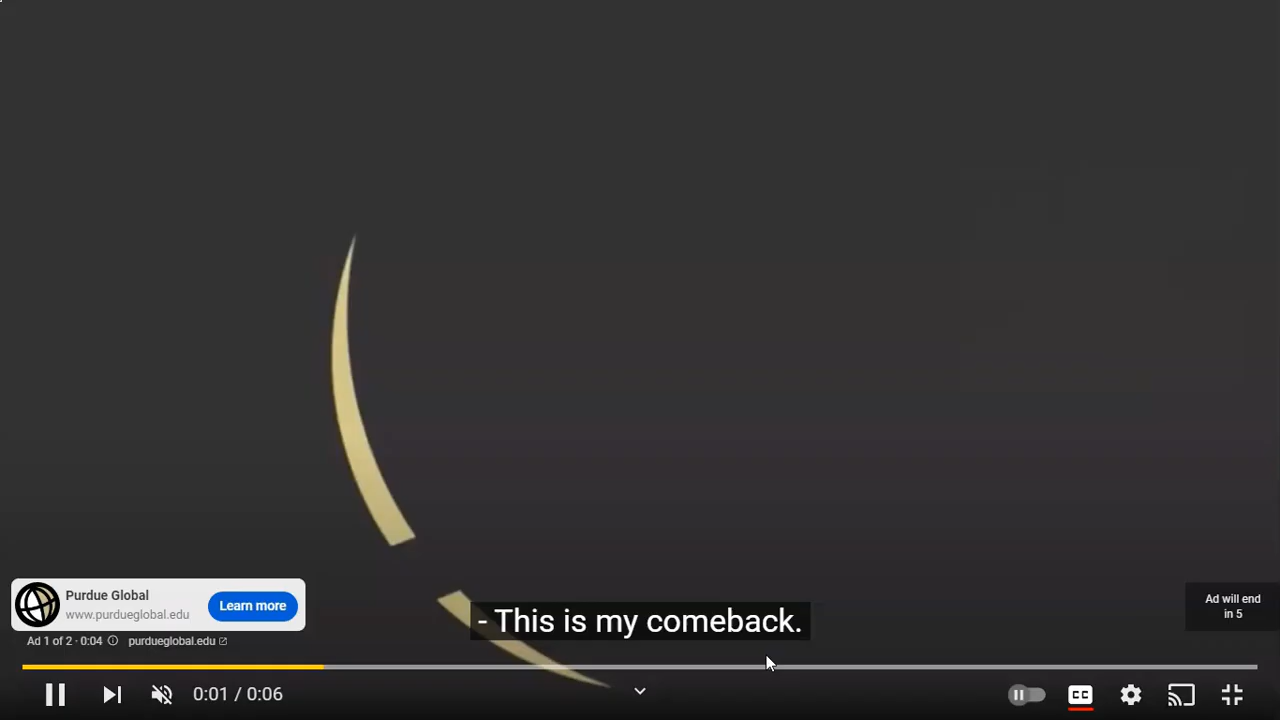 - This is my comeback.
Purdue Global
www.purdueglobal.edu
Learn more
Ad will end
in 5
Ad 1 of 2 · 0:04
purdueglobal.edu
0:01 / 0:06
CC